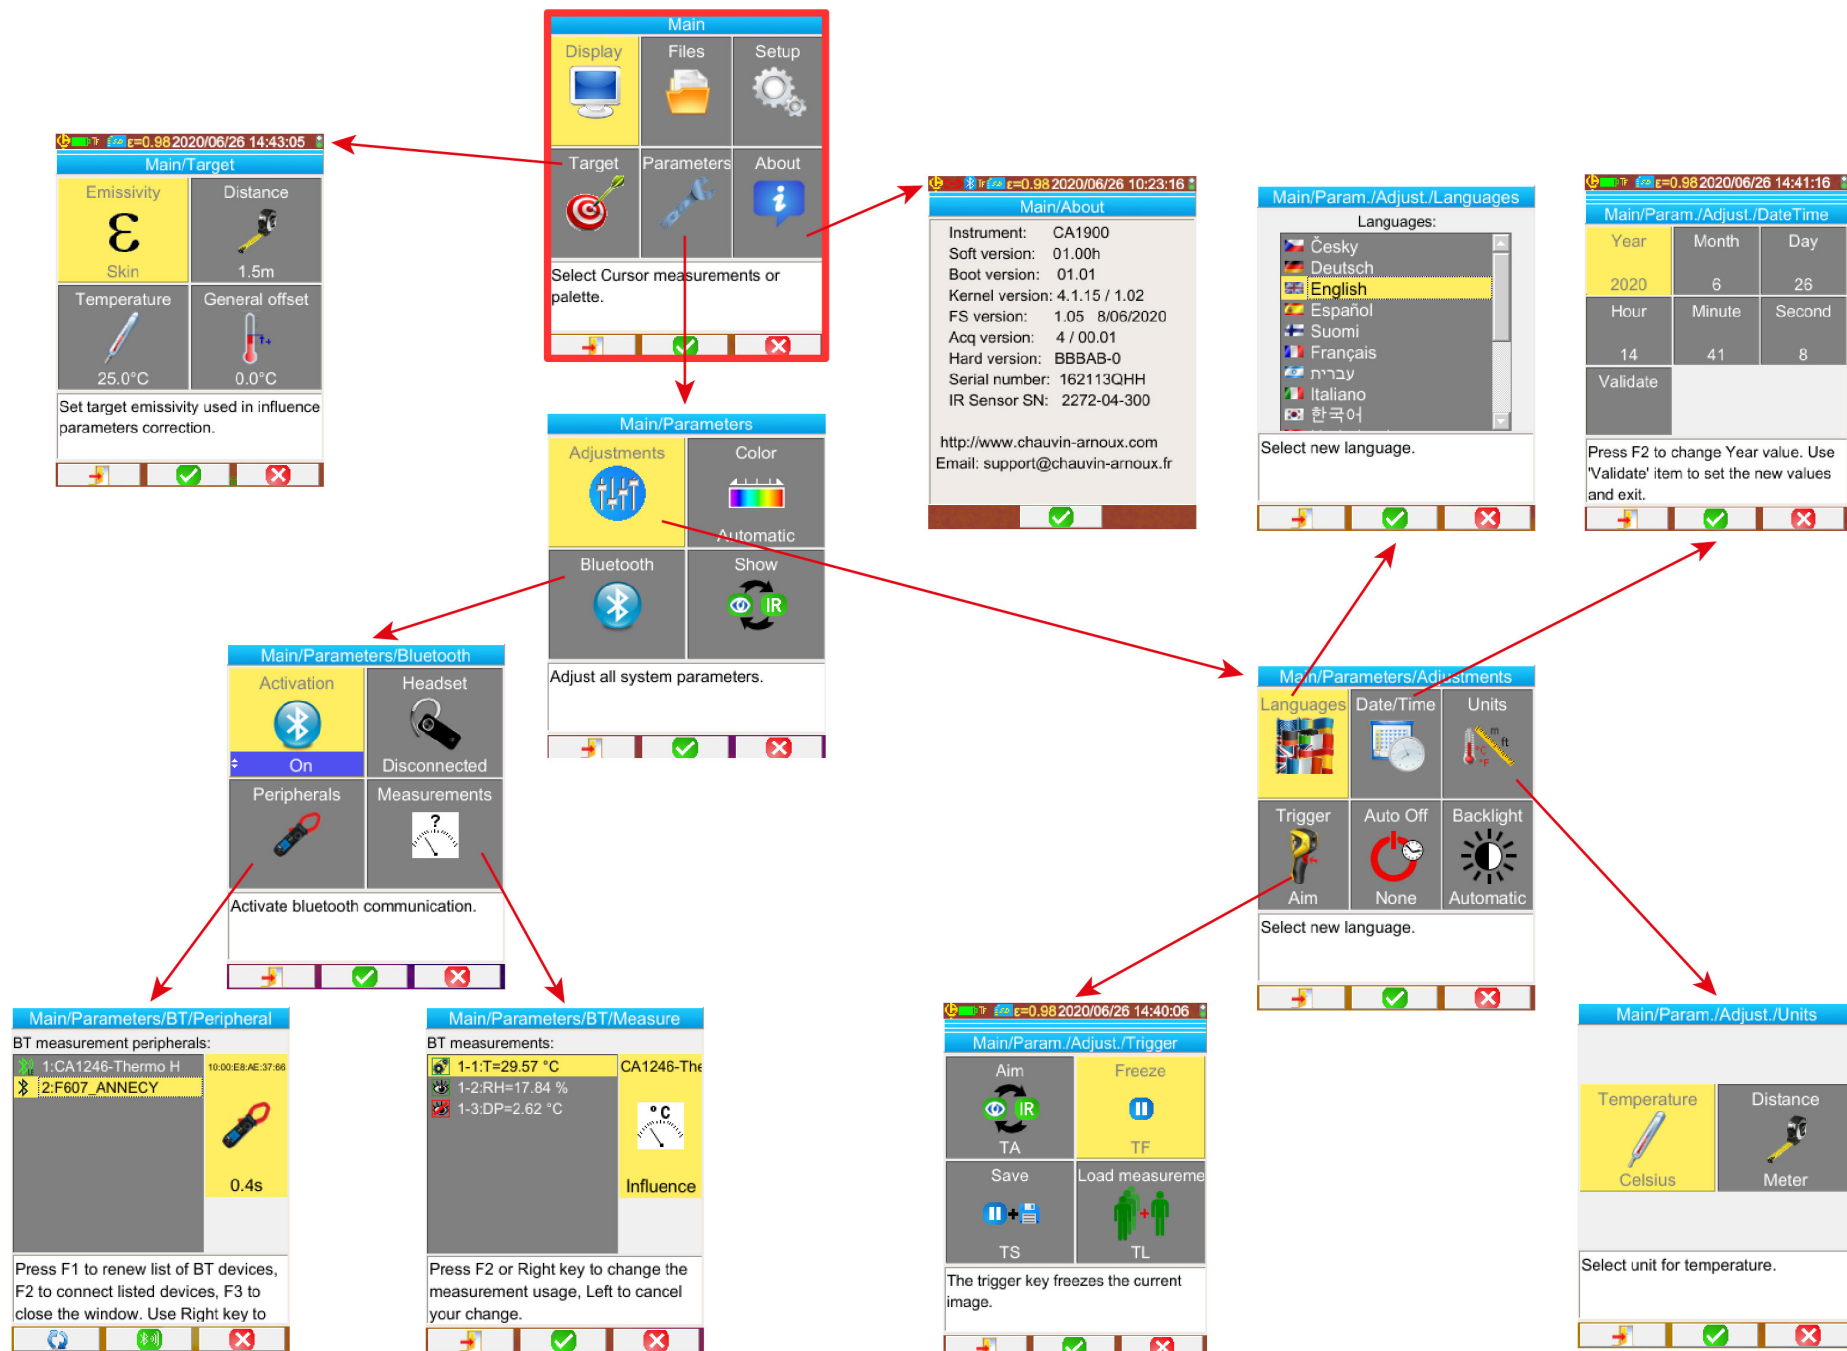 Main
Display Files Setup
Target Parameters About
Select Cursor measurements or
palette.
ε=0.98 2020/06/26 14:43:05
Main/Target
Emissivity Distance
ε
Skin 1.5m
Temperature General offset
25.0°C 0.0°C
Set target emissivity used in influence
parameters correction.
ε=0.98 2020/06/26 10:23:16
Main/About
Instrument: CA1900
Soft version: 01.00h
Boot version: 01.01
Kernel version: 4.1.15 / 1.02
FS version: 1.05 8/06/2020
Acq version: 4 / 00.01
Hard version: BBBAB-0
Serial number: 162113QHH
IR Sensor SN: 2272-04-300
http://www.chauvin-arnoux.com
Email: support@chauvin-arnoux.fr
Main/Param./Adjust./Languages
Languages:
Česky
Deutsch
English
Español
Suomi
Français
עברית
Italiano
한국어
Select new language.
ε=0.98 2020/06/26 14:41:16
Main/Param./Adjust./DateTime
Year Month Day
2020 6 26
Hour Minute Second
14 41 8
Validate
Press F2 to change Year value. Use
'Validate' item to set the new values
and exit.
Main/Parameters
Adjustments Color
Automatic
Bluetooth Show
IR
Adjust all system parameters.
Main/Parameters/Bluetooth
Activation Headset
On Disconnected
Peripherals Measurements
?
Activate bluetooth communication.
Main/Parameters/Adjustments
Languages Date/Time Units
m
ft
°C
°F
Trigger Auto Off Backlight
Aim None Automatic
Select new language.
Main/Parameters/BT/Peripheral
BT measurement peripherals:
1:CA1246-Thermo H 10:00:E8:AE:37:66
2:F607_ANNECY
0.4s
Press F1 to renew list of BT devices,
F2 to connect listed devices, F3 to
close the window. Use Right key to
Main/Parameters/BT/Measure
BT measurements:
1-1:T=29.57 °C CA1246-The
1-2:RH=17.84 %
1-3:DP=2.62 °C
°C
Influence
Press F2 or Right key to change the
measurement usage, Left to cancel
your change.
TF ε=0.98 2020/06/26 14:40:06
Main/Param./Adjust./Trigger
Aim Freeze
IR
TA TF
Save Load measureme
TS TL
The trigger key freezes the current
image.
Main/Param./Adjust./Units
Temperature Distance
Celsius Meter
Select unit for temperature.